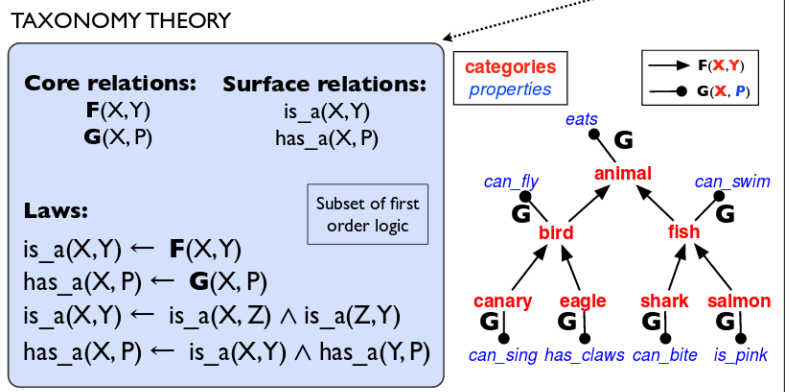 TAXONOMY THEORY
Core relations:
F(X,Y)
G(X, P)
Surface relations:
is_a(X,Y)
has_a(X, P)
Laws:
Subset of first
order logic
is_a(X,Y) ← F(X,Y)
has_a(X, P) ← G(X, P)
is_a(X,Y) ← is_a(X, Z) ∧ is_a(Z,Y)
has_a(X, P) ← is_a(X,Y) ∧ has_a(Y, P)
categories
properties
F(X,Y)
G(X, P)
eats
G
animal
can_fly
can_swim
G
G
bird
fish
canary
eagle
shark
salmon
G
G
G
G
can_sing
has_claws
can_bite
is_pink